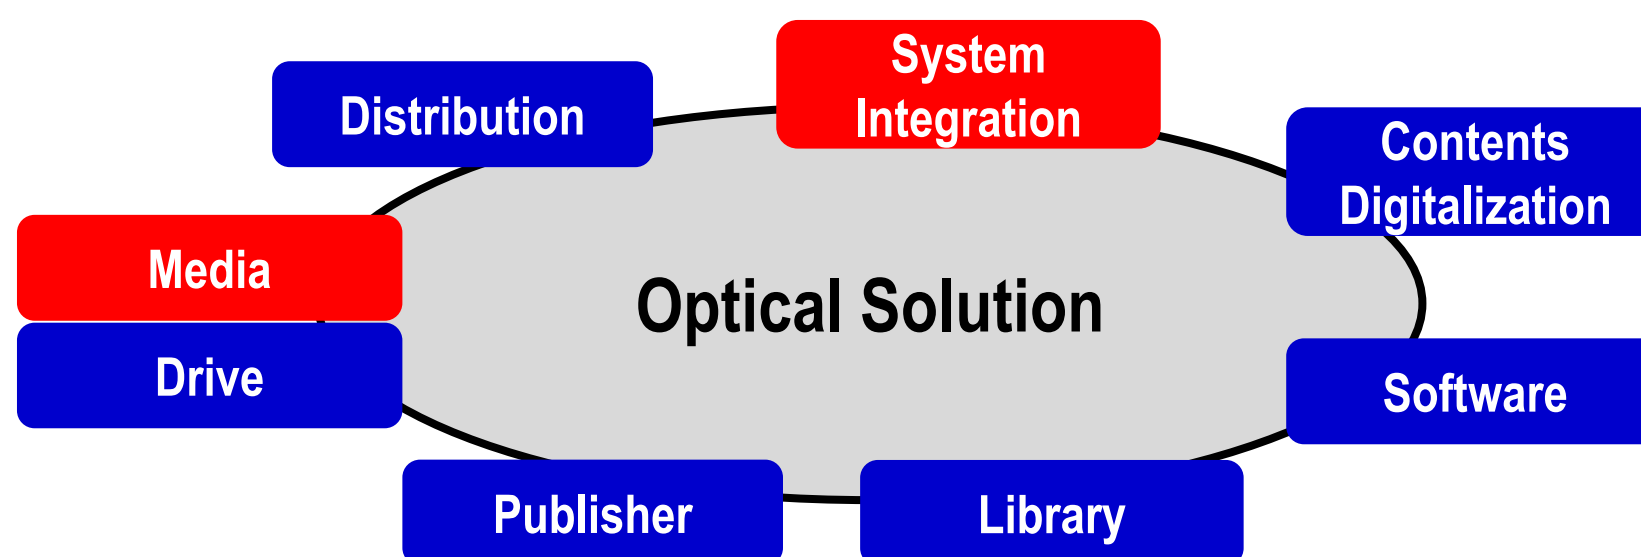 System
Integration
Distribution
Contents
Digitalization
Media
Optical Solution
Drive
Software
Publisher
Library